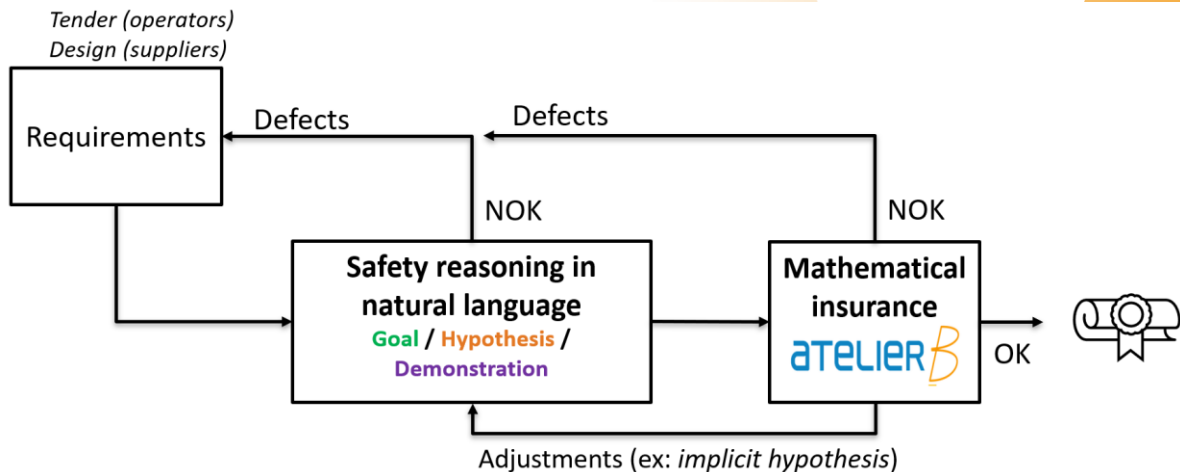 Tender (operators)
Design (suppliers)
Requirements
Defects
Defects
NOK
NOK
Safety reasoning in
natural language
Goal / Hypothesis /
Demonstration
Mathematical
insurance
ATELIER B
OK
Adjustments (ex: implicit hypothesis)